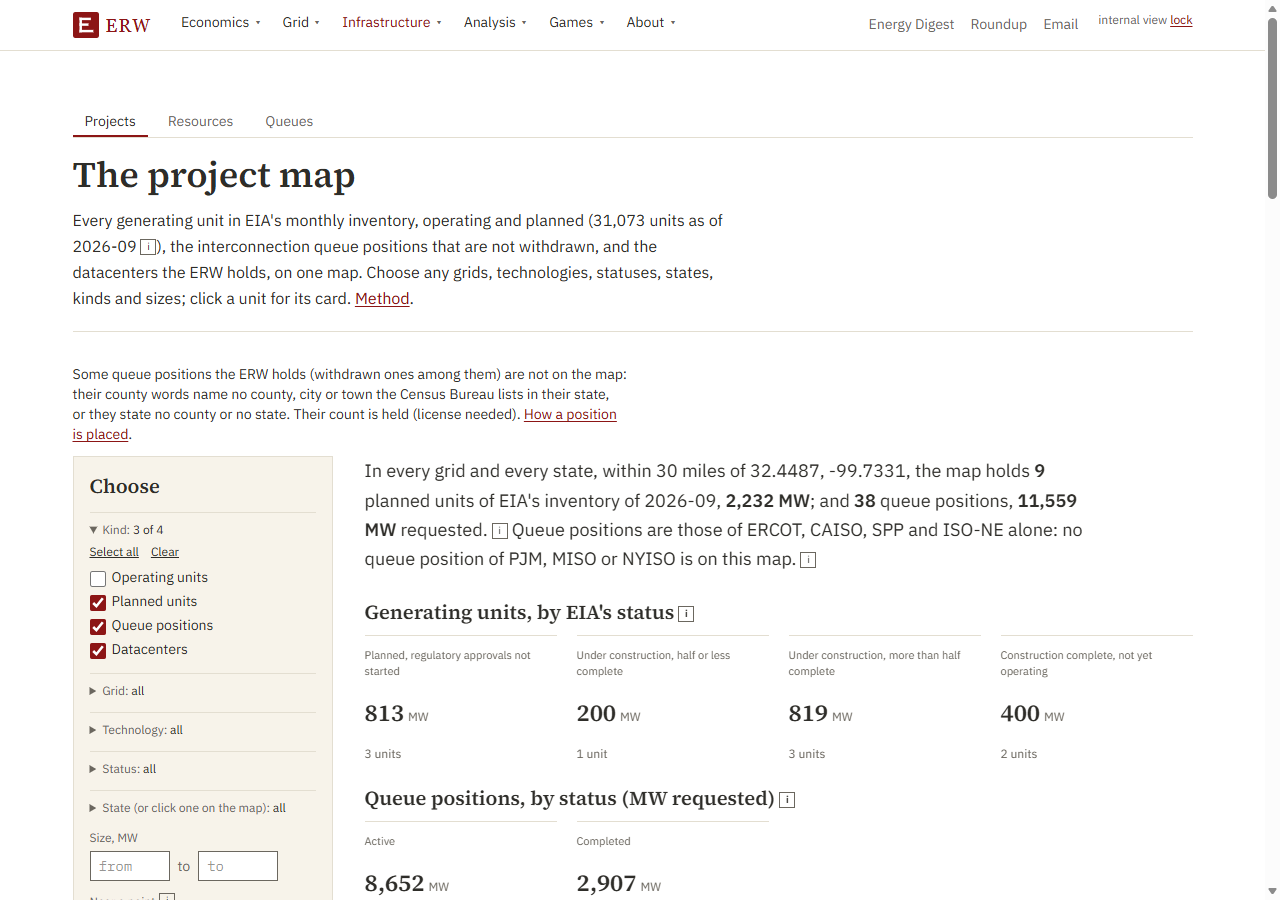 E ERW Economics Grid Infrastructure Analysis Games About Energy Digest Roundup Email internal view lock
Projects Resources Queues
The project map
Every generating unit in EIA's monthly inventory, operating and planned (31,073 units as of
2026-09 i), the interconnection queue positions that are not withdrawn, and the
datacenters the ERW holds, on one map. Choose any grids, technologies, statuses, states,
kinds and sizes; click a unit for its card. Method.
Some queue positions the ERW holds (withdrawn ones among them) are not on the map:
their county words name no county, city or town the Census Bureau lists in their state,
or they state no county or no state. Their count is held (license needed). How a position
is placed.
Choose
Kind: 3 of 4
Select all Clear
Operating units
Planned units
Queue positions
Datacenters
Grid: all
Technology: all
Status: all
State (or click one on the map): all
Size, MW
from to to
In every grid and every state, within 30 miles of 32.4487, -99.7331, the map holds 9
planned units of EIA's inventory of 2026-09, 2,232 MW; and 38 queue positions, 11,559
MW requested. i Queue positions are those of ERCOT, CAISO, SPP and ISO-NE alone: no
queue position of PJM, MISO or NYISO is on this map. i
Generating units, by EIA's status i
Planned, regulatory approvals not
started
813 MW
3 units
Under construction, half or less
complete
200 MW
1 unit
Under construction, more than half
complete
819 MW
3 units
Construction complete, not yet
operating
400 MW
2 units
Queue positions, by status (MW requested) i
Active
8,652 MW
Completed
2,907 MW